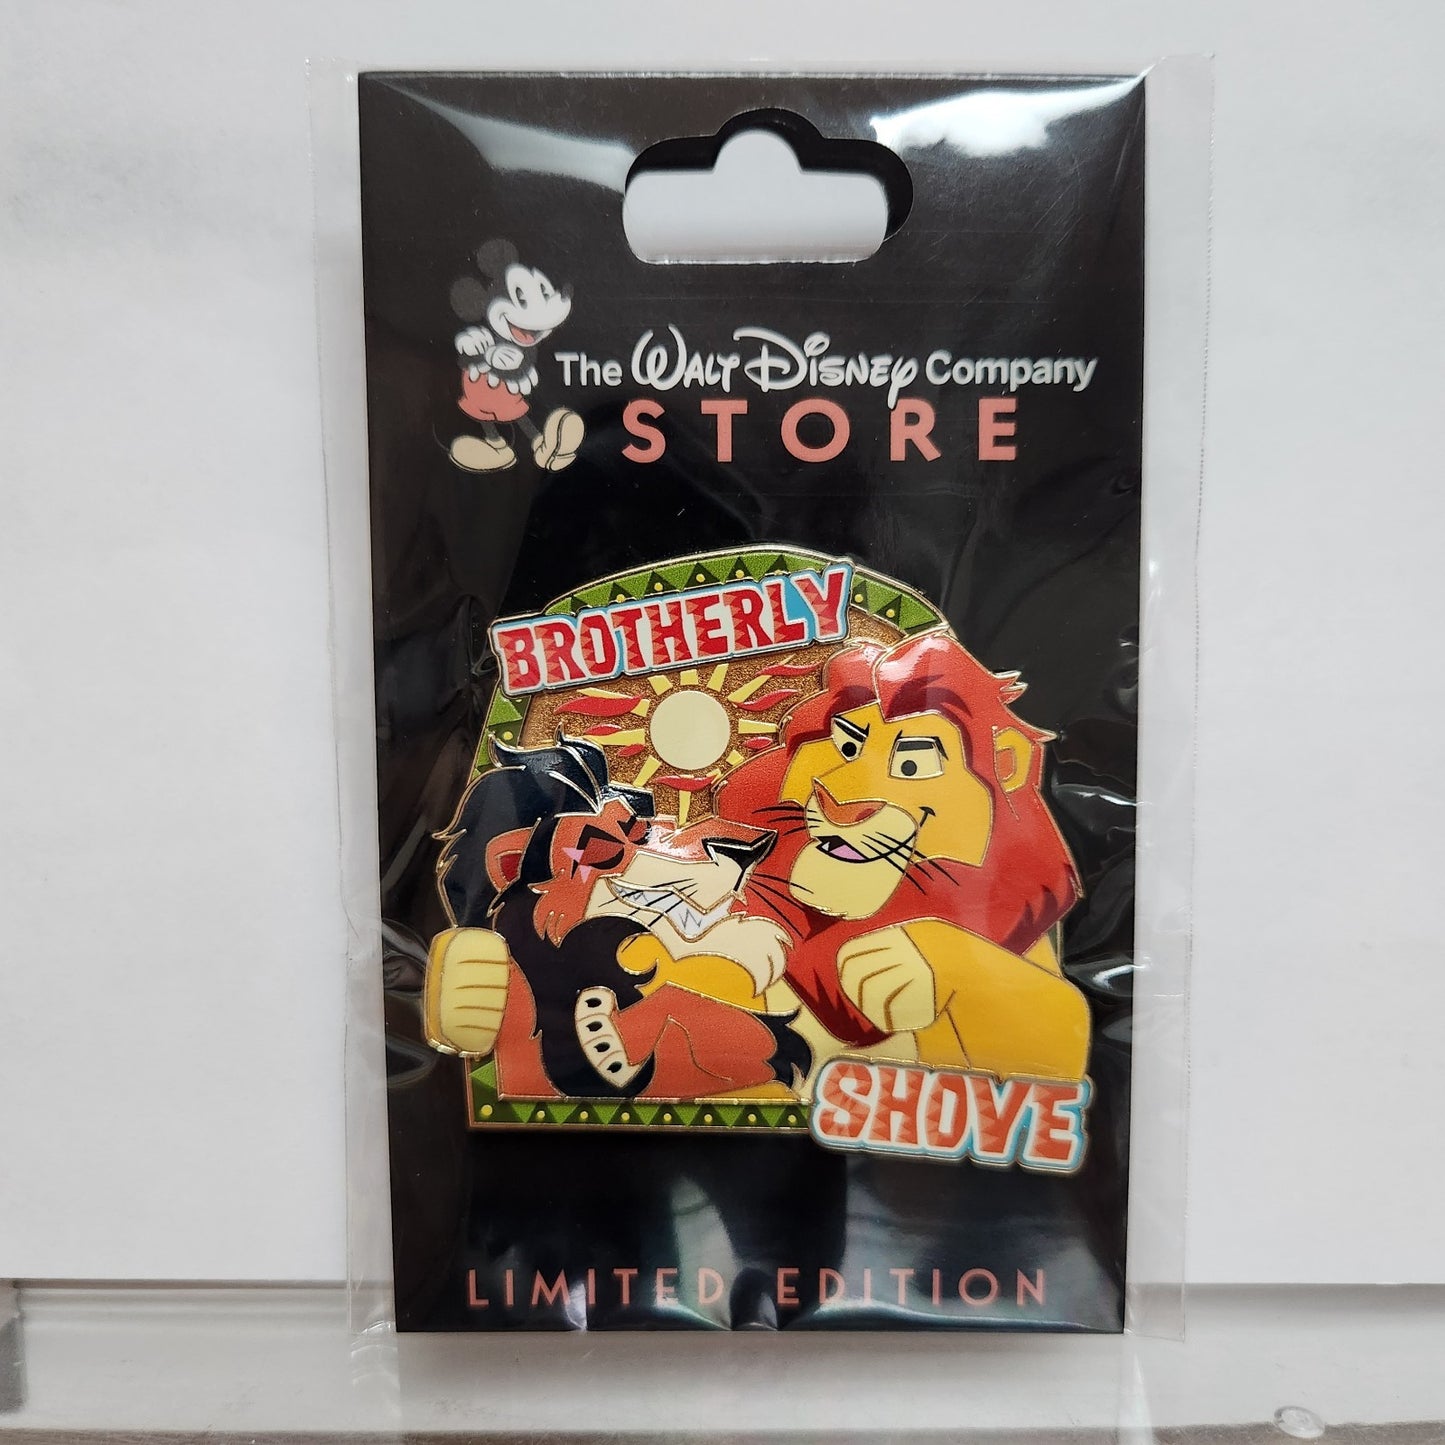 The Walt Disney Company
STORE
BROTHERLY
SHOVE
LIMITED EDITION